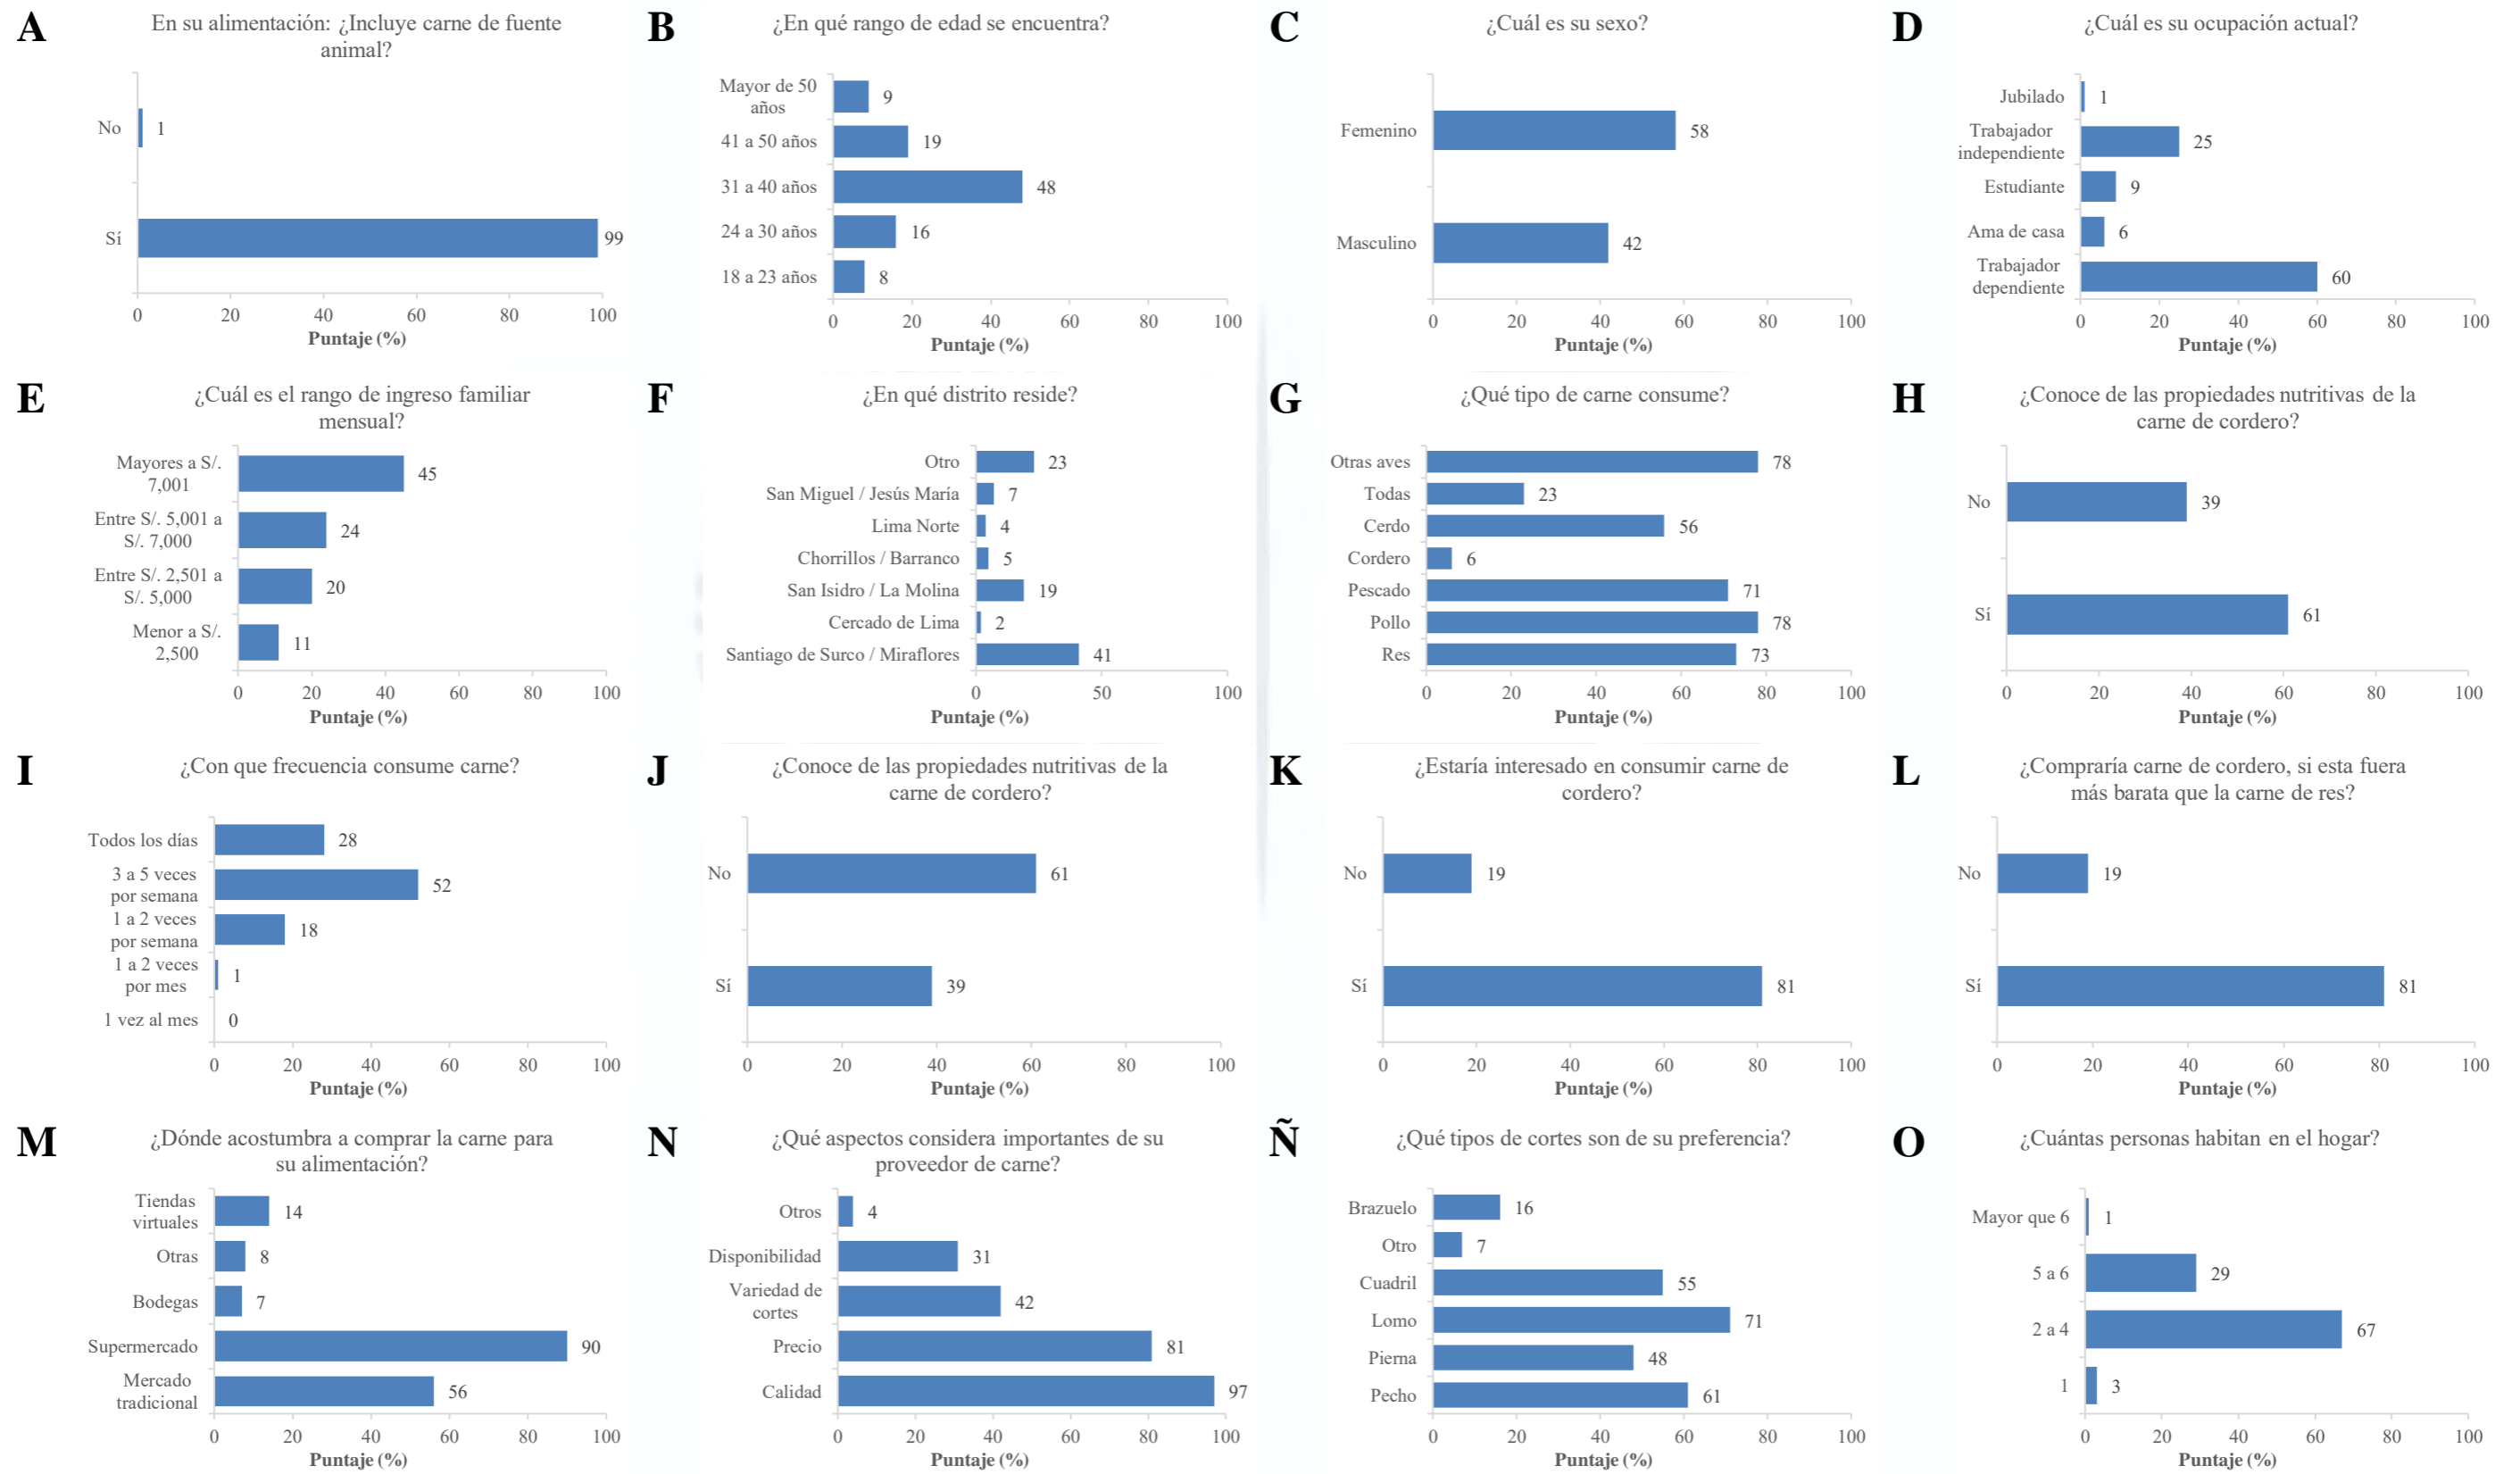 A
En su alimentación: ¿Incluye carne de fuente
animal?
No
1
Sí
99
0 20 40 60 80 100
Puntaje (%)
B
¿En qué rango de edad se encuentra?
Mayor de 50
años
9
41 a 50 años
19
31 a 40 años
48
24 a 30 años
16
18 a 23 años
8
0 20 40 60 80 100
Puntaje (%)
C
¿Cuál es su sexo?
Femenino
58
Masculino
42
0 20 40 60 80 100
Puntaje (%)
D
¿Cuál es su ocupación actual?
Jubilado
1
Trabajador
independiente
25
Estudiante
9
Ama de casa
6
Trabajador
dependiente
60
0 20 40 60 80 100
Puntaje (%)
E
¿Cuál es el rango de ingreso familiar
mensual?
Mayores a S/.
7,001
45
Entre S/. 5,001 a
S/. 7,000
24
Entre S/. 2,501 a
S/. 5,000
20
Menor a S/.
2,500
11
0 20 40 60 80 100
Puntaje (%)
F
¿En qué distrito reside?
Otro
23
San Miguel / Jesús María
7
Lima Norte
4
Chorrillos / Barranco
5
San Isidro / La Molina
19
Cercado de Lima
2
Santiago de Surco / Miraflores
41
0 50 100
Puntaje (%)
G
¿Qué tipo de carne consume?
Otras aves
78
Todas
23
Cerdo
56
Cordero
6
Pescado
71
Pollo
78
Res
73
0 20 40 60 80 100
Puntaje (%)
H
¿Conoce de las propiedades nutritivas de la
carne de cordero?
No
39
Sí
61
0 20 40 60 80 100
Puntaje (%)
I
¿Con que frecuencia consume carne?
Todos los días
28
3 a 5 veces
por semana
52
1 a 2 veces
por semana
18
1 a 2 veces
por mes
1
1 vez al mes
0
0 20 40 60 80 100
Puntaje (%)
J
¿Conoce de las propiedades nutritivas de la
carne de cordero?
No
61
Sí
39
0 20 40 60 80 100
Puntaje (%)
K
¿Estaría interesado en consumir carne de
cordero?
No
19
Sí
81
0 20 40 60 80 100
Puntaje (%)
L
¿Compraría carne de cordero, si esta fuera
más barata que la carne de res?
No
19
Sí
81
0 20 40 60 80 100
Puntaje (%)
M
¿Dónde acostumbra a comprar la carne para
su alimentación?
Tiendas
virtuales
14
Otras
8
Bodegas
7
Supermercado
90
Mercado
tradicional
56
0 20 40 60 80 100
Puntaje (%)
N
¿Qué aspectos considera importantes de su
proveedor de carne?
Otros
4
Disponibilidad
31
Variedad de
cortes
42
Precio
81
Calidad
97
0 20 40 60 80 100
Puntaje (%)
Ñ
¿Qué tipos de cortes son de su preferencia?
Brazuelo
16
Otro
7
Cuadril
55
Lomo
71
Pierna
48
Pecho
61
0 20 40 60 80 100
Puntaje (%)
O
¿Cuántas personas habitan en el hogar?
Mayor que 6
1
5 a 6
29
2 a 4
67
1
3
0 20 40 60 80 100
Puntaje (%)